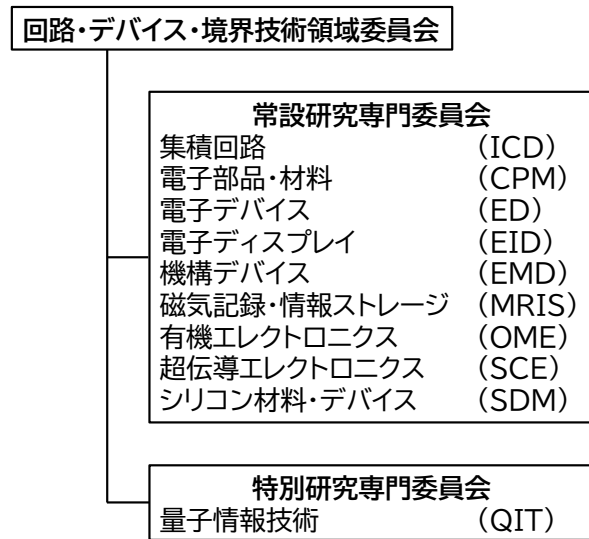 回路・デバイス・境界技術領域委員会
常設研究専門委員会
集積回路 (ICD)
電子部品・材料 (CPM)
電子デバイス (ED)
電子ディスプレイ (EID)
機構デバイス (EMD)
磁気記録・情報ストレージ (MRIS)
有機エレクトロニクス (OME)
超伝導エレクトロニクス (SCE)
シリコン材料・デバイス (SDM)
特別研究専門委員会
量子情報技術 (QIT)